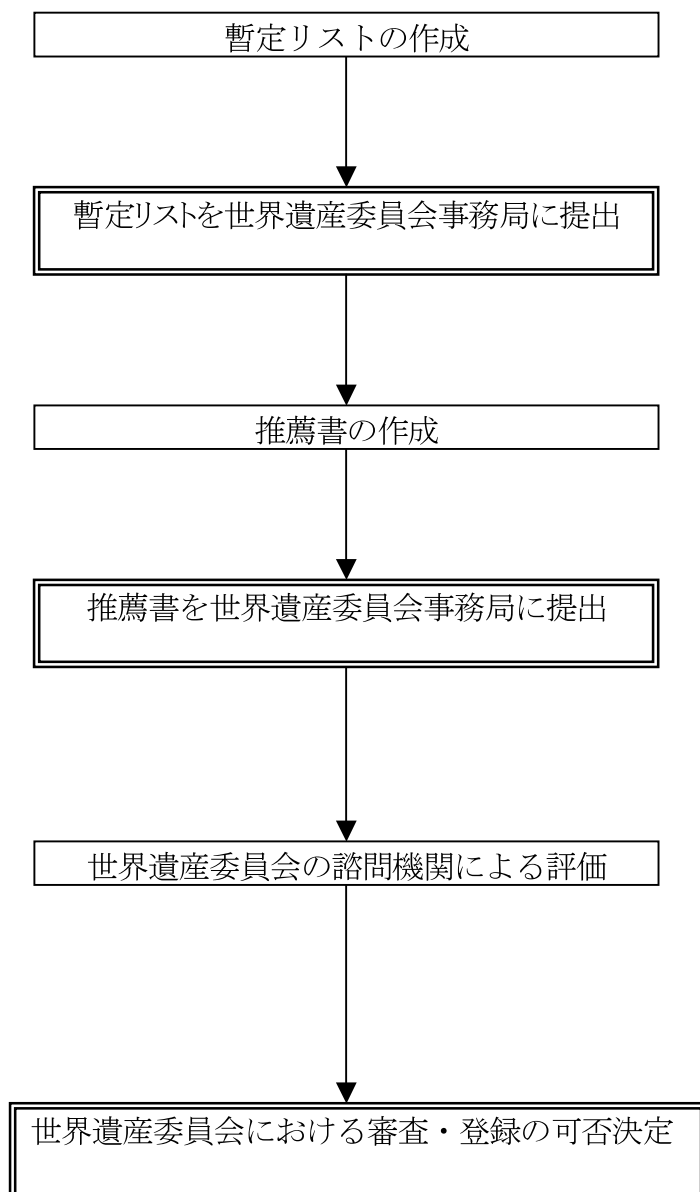 暫定リストの作成
暫定リストを世界遺産委員会事務局に提出
推薦書の作成
推薦書を世界遺産委員会事務局に提出
世界遺産委員会の諮問機関による評価
世界遺産委員会における審査・登録の可否決定